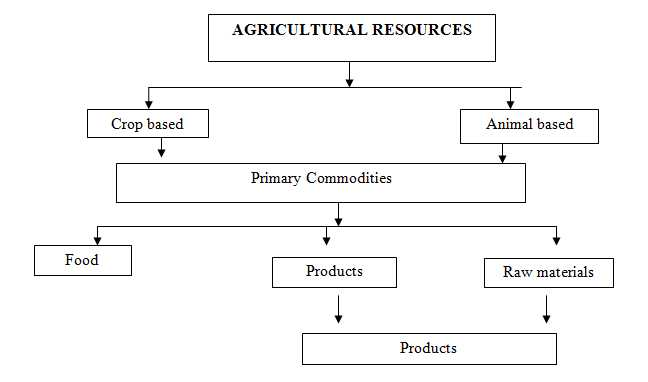 AGRICULTURAL RESOURCES
Crop based
Animal based
Primary Commodities
Food
Products
Raw materials
Products